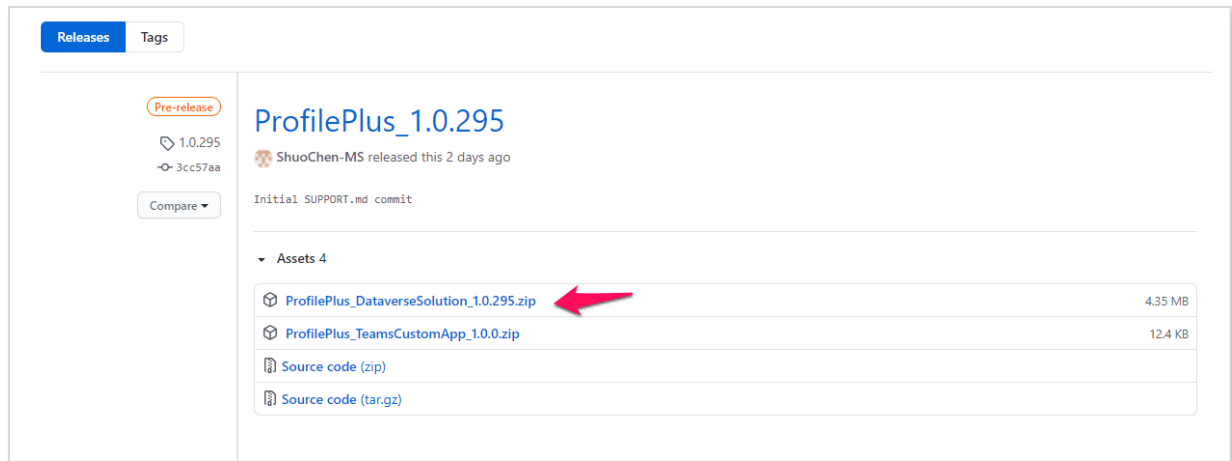 Releases Tags
Pre-release
1.0.295
3cc57aa
Compare
ProfilePlus_1.0.295
ShuoChen-MS released this 2 days ago
Initial SUPPORT.md commit
Assets 4
ProfilePlus_DataverseSolution_1.0.295.zip 4.35 MB
ProfilePlus_TeamsCustomApp_1.0.0.zip 12.4 KB
Source code (zip)
Source code (tar.gz)